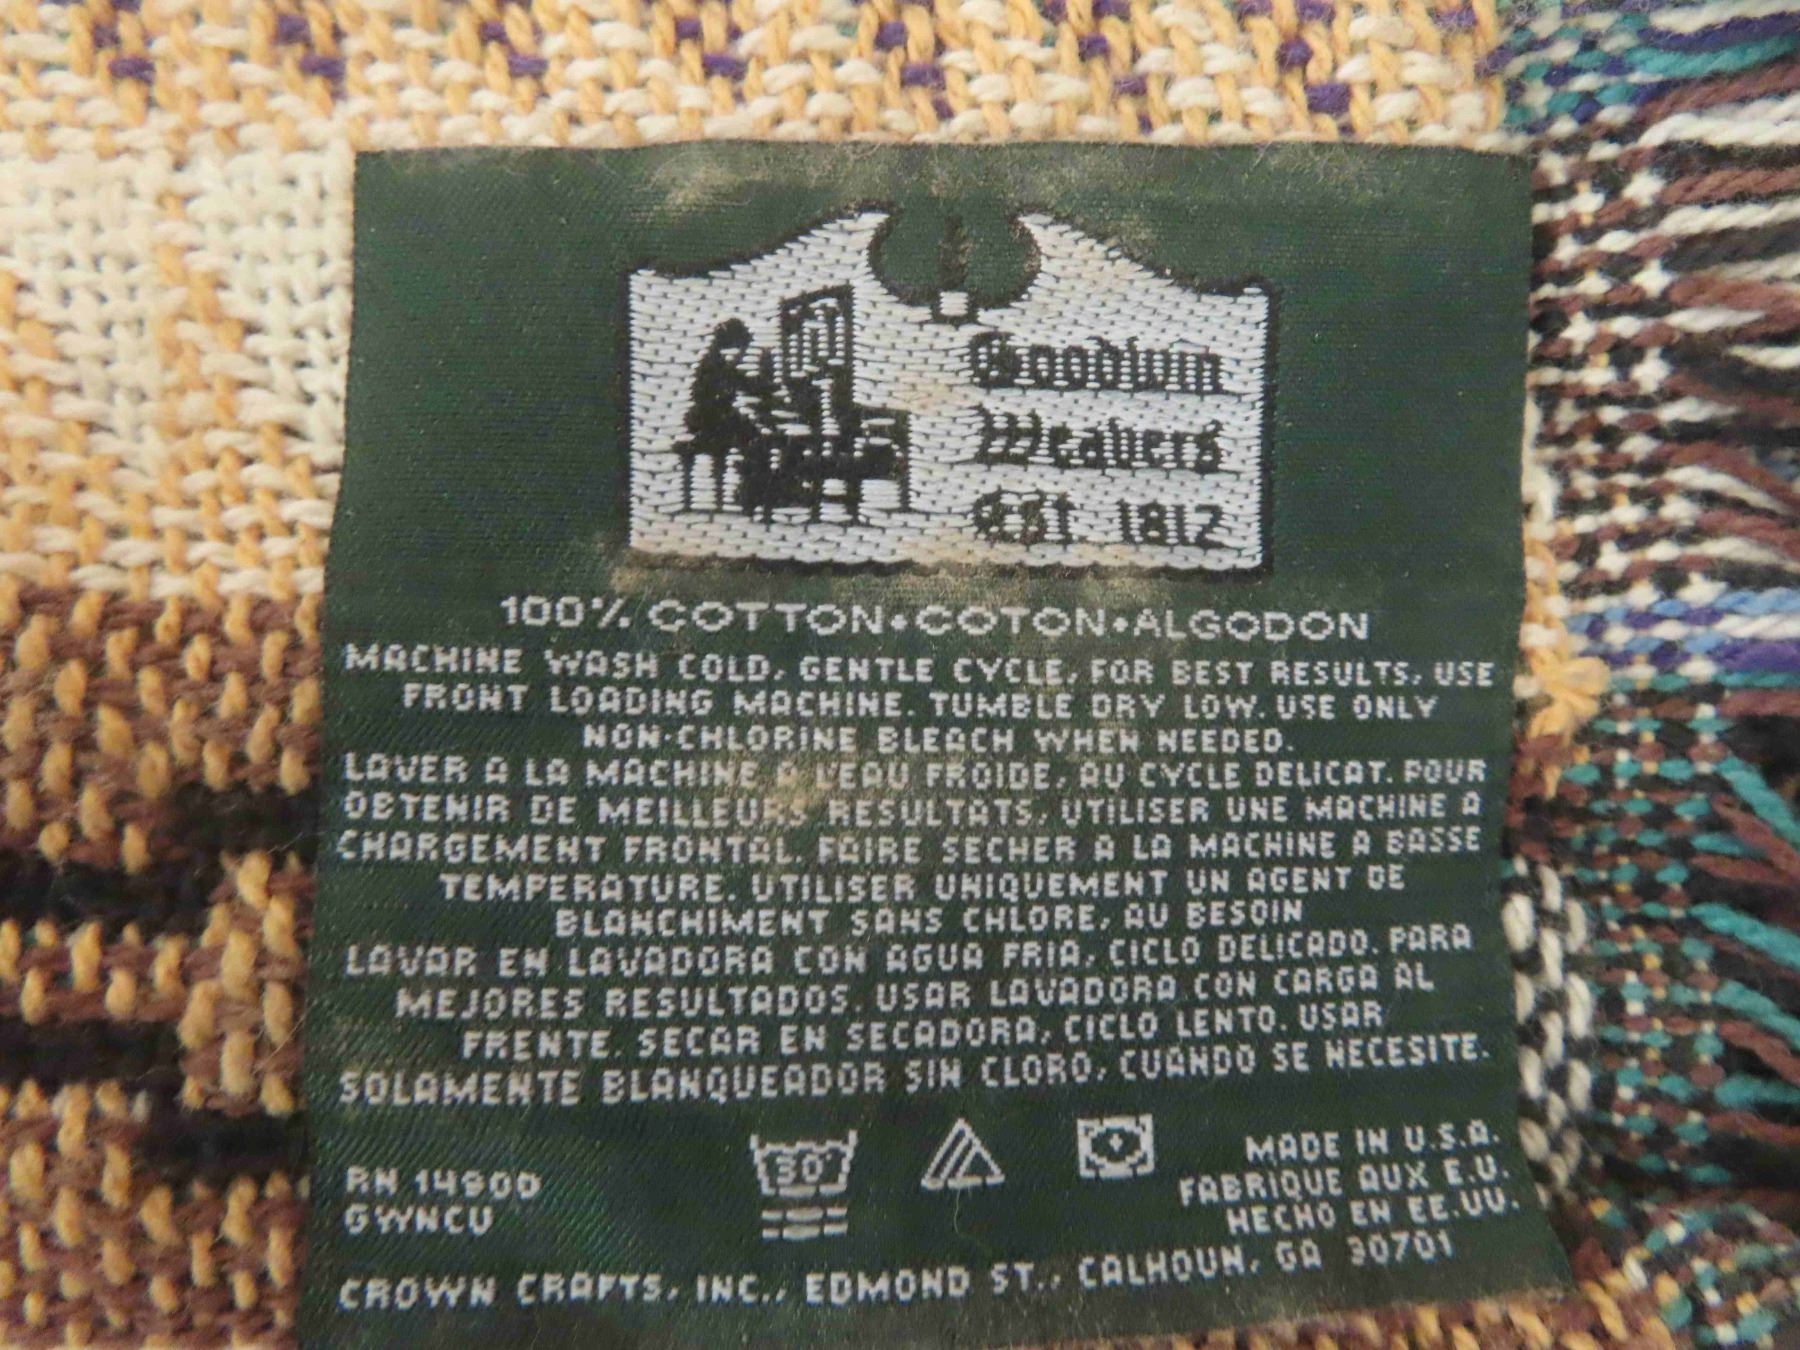 Goodwin
Weavers
Est. 1812
100% COTTON•COTON•ALGODON
MACHINE WASH COLD, GENTLE CYCLE, FOR BEST RESULTS, USE
FRONT LOADING MACHINE. TUMBLE DRY LOW. USE ONLY
NON-CHLORINE BLEACH WHEN NEEDED.
LAVER A LA MACHINE A L'EAU FROIDE, AU CYCLE DELICAT. POUR
OBTENIR DE MEILLEURS RESULTATS, UTILISER UNE MACHINE A
CHARGEMENT FRONTAL. FAIRE SECHER A LA MACHINE A BASSE
TEMPERATURE. UTILISER UNIQUEMENT UN AGENT DE
BLANCHIMENT SANS CHLORE, AU BESOIN
LAVAR EN LAVADORA CON AGUA FRIA, CICLO DELICADO. PARA
MEJORES RESULTADOS. USAR LAVADORA CON CARGA AL
FRENTE. SECAR EN SECADORA, CICLO LENTO. USAR
SOLAMENTE BLANQUEADOR SIN CLORO, CUANDO SE NECESITE.
RN 14900
GWNCU
30°
MADE IN U.S.A.
FABRIQUE AUX E.U.
HECHO EN EE.UU.
CROWN CRAFTS, INC., EDMOND ST., CALHOUN, GA 30701